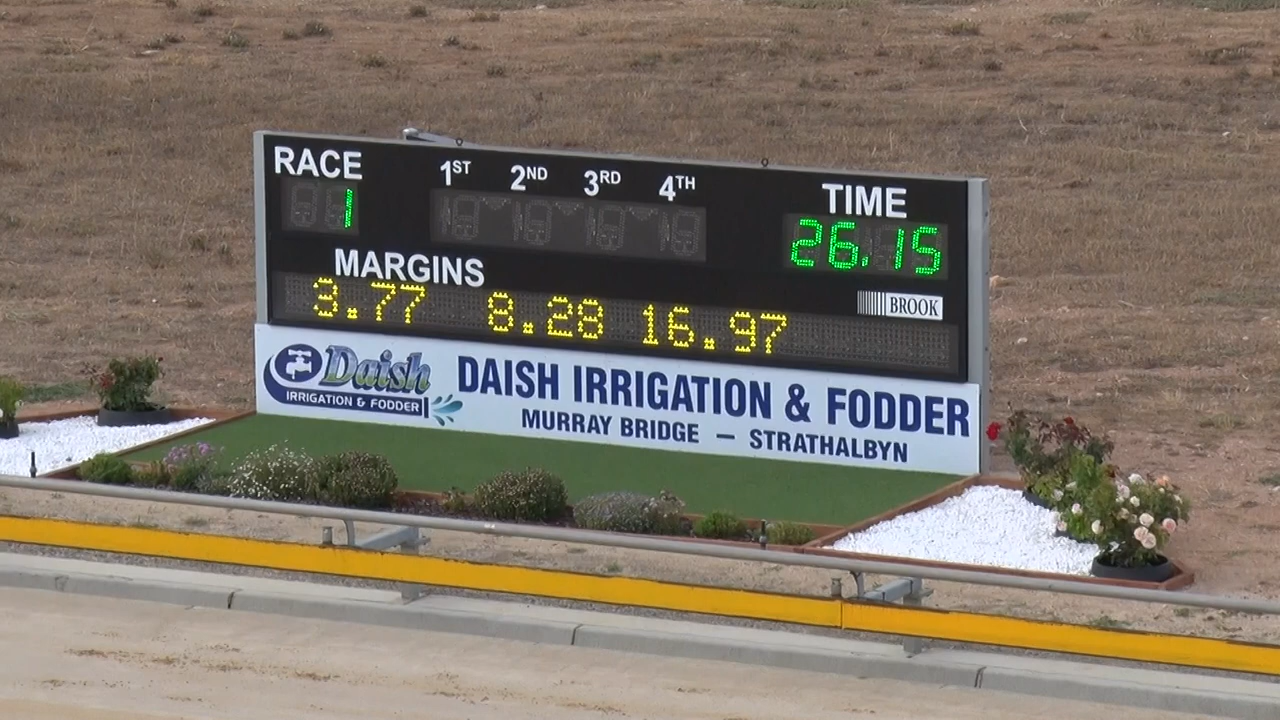 RACE 1ST 2ND 3RD 4TH TIME
1 26.15
MARGINS
3.77 8.28 16.97
BROOK
Daish
IRRIGATION & FODDER
DAISH IRRIGATION & FODDER
MURRAY BRIDGE – STRATHALBYN